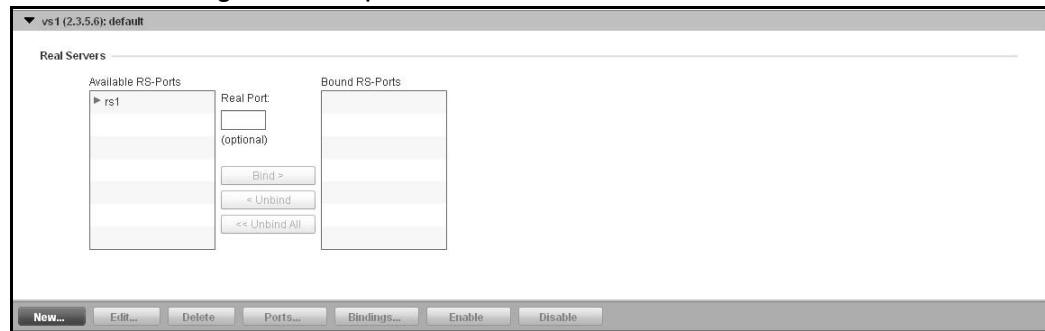 vs1 (2.3.5.6): default
Real Servers
Available RS-Ports
Bound RS-Ports
rs1
Real Port:
(optional)
Bind >
< Unbind
<< Unbind All
New... Edit... Delete Ports... Bindings... Enable Disable